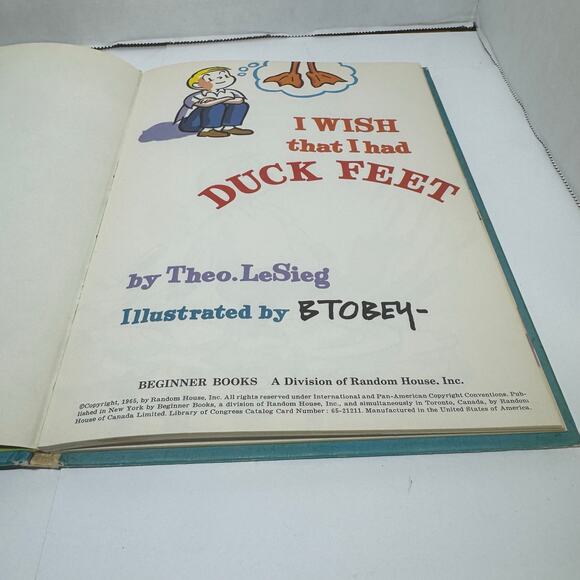 I WISH
that I had
DUCK FEET
by Theo. LeSieg
Illustrated by BTOBEY-
BEGINNER BOOKS A Division of Random House, Inc.
©Copyright, 1965, by Random House, Inc. All rights reserved under International and Pan-American Copyright Conventions. Pub-
lished in New York by Beginner Books, a division of Random House, Inc., and simultaneously in Toronto, Canada, by Random
House of Canada Limited. Library of Congress Catalog Card Number: 65-21211. Manufactured in the United States of America.